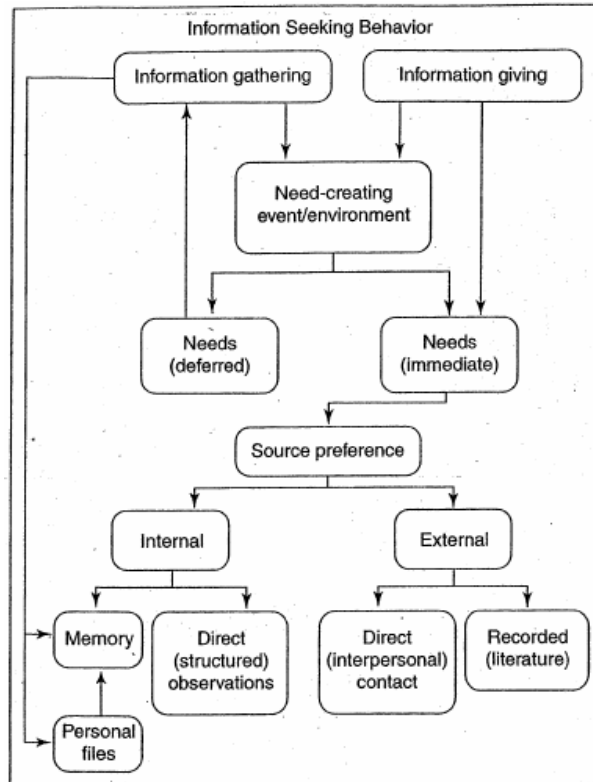 Information Seeking Behavior
Information gathering
Information giving
Need-creating
event/environment
Needs
(deferred)
Needs
(immediate)
Source preference
Internal
External
Memory
Direct
(structured)
observations
Direct
(interpersonal)
contact
Recorded
(literature)
Personal
files